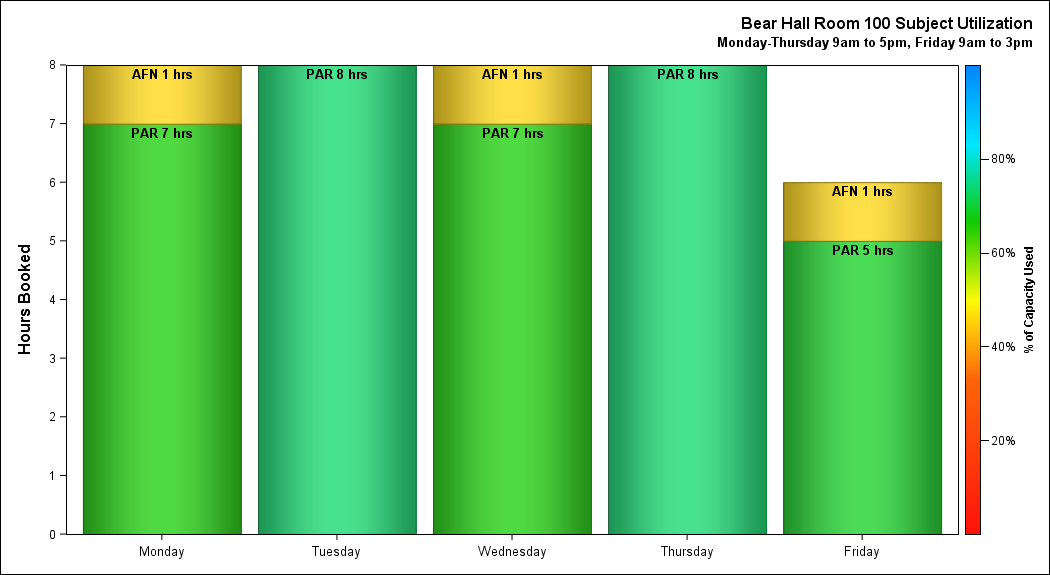 Bear Hall Room 100 Subject Utilization
Monday-Thursday 9am to 5pm, Friday 9am to 3pm
Hours Booked
8
7
6
5
4
3
2
1
0
AFN 1 hrs
PAR 7 hrs
PAR 8 hrs
AFN 1 hrs
PAR 7 hrs
PAR 8 hrs
AFN 1 hrs
PAR 5 hrs
Monday
Tuesday
Wednesday
Thursday
Friday
80%
60%
40%
20%
% of Capacity Used